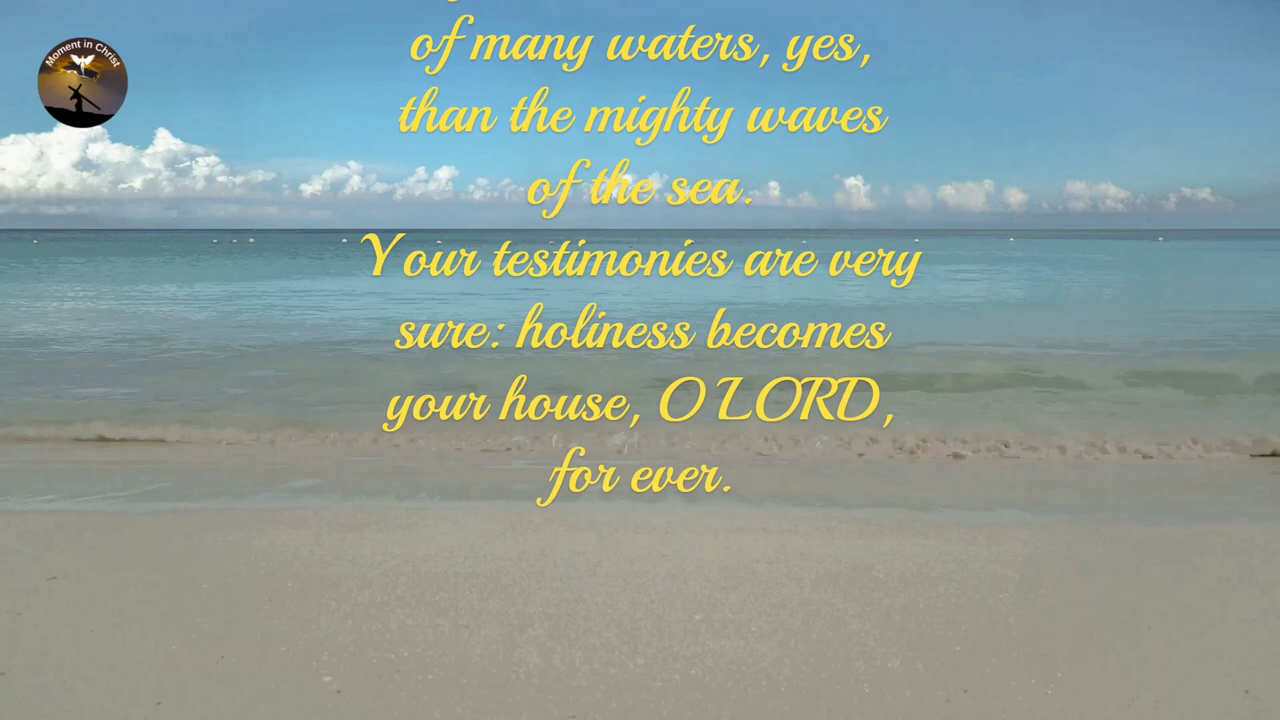 Moment in Christ
of many waters, yes,
than the mighty waves
of the sea.
Your testimonies are very
sure: holiness becomes
your house, O LORD,
for ever.